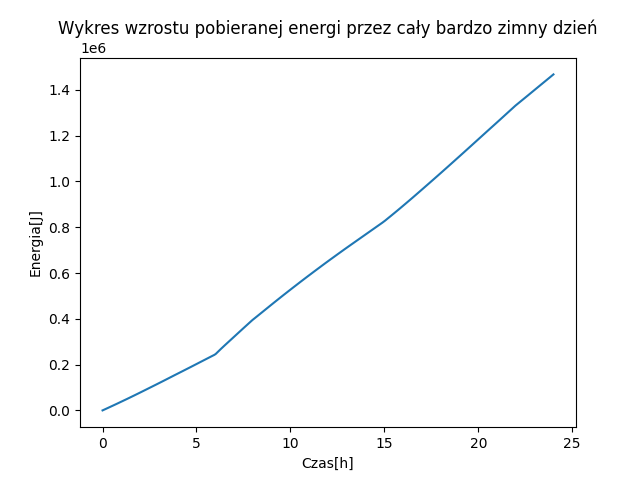 Wykres wzrostu pobieranej energi przez cały bardzo zimny dzień
1e6
1.4
1.2
1.0
0.8
0.6
0.4
0.2
0.0
Energia[J]
0 5 10 15 20 25
Czas[h]